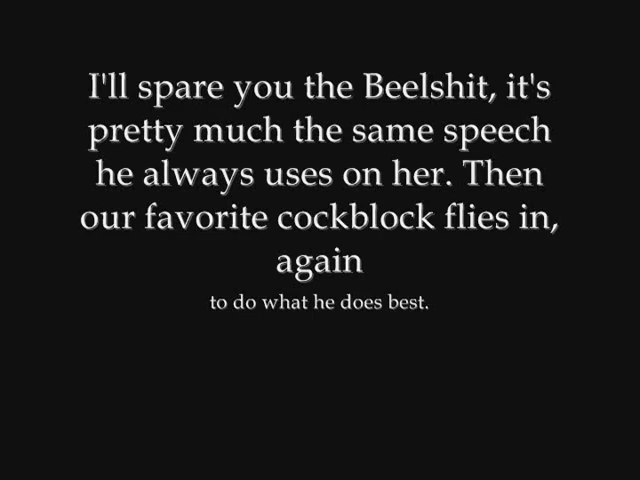 I'll spare you the Beelshit, it's
pretty much the same speech
he always uses on her. Then
our favorite cockblock flies in,
again
to do what he does best.